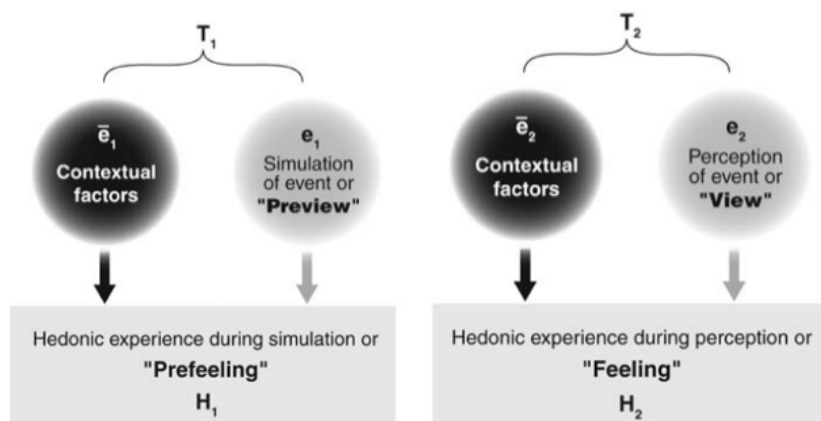 T₁
ē₁
Contextual
factors
e₁
Simulation
of event or
"Preview"
Hedonic experience during simulation or
"Prefeeling"
H₁
T₂
ē₂
Contextual
factors
e₂
Perception
of event or
"View"
Hedonic experience during perception or
"Feeling"
H₂